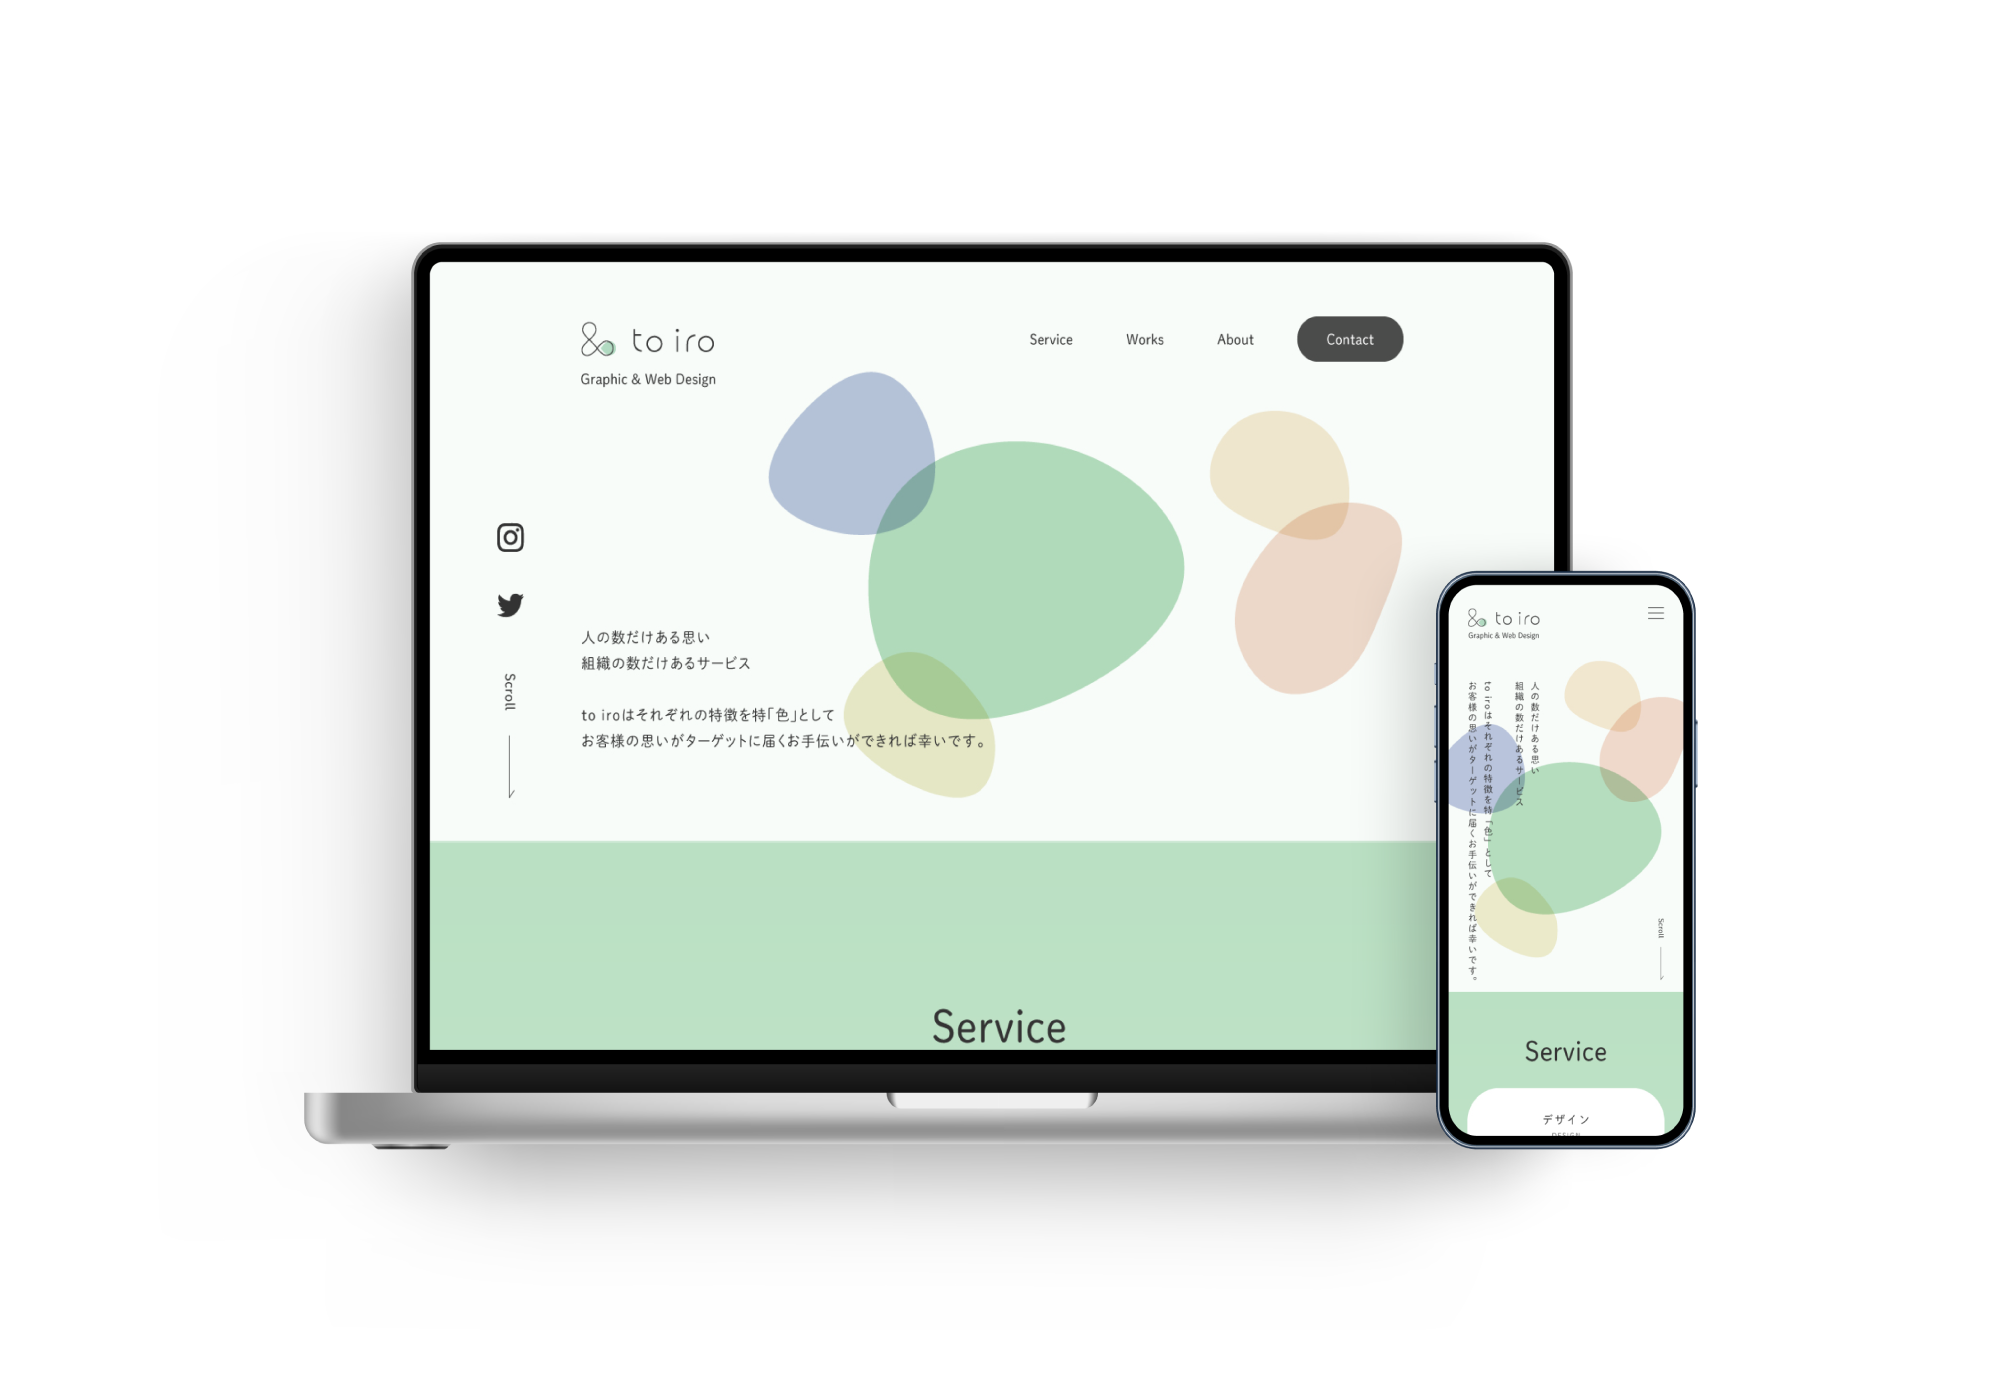 to iro
Graphic & Web Design
Service
Works
About
Contact
Scroll
人の数だけある思い
組織の数だけあるサービス
to iroはそれぞれの特徴を特「色」として
お客様の思いがターゲットに届くお手伝いができれば幸いです。
Service
to iro
Graphic & Web Design
人の数だけある思い
組織の数だけあるサービス
to iroはそれぞれの特徴を特「色」として
お客様の思いがターゲットに届くお手伝いができれば幸いです。
Scroll
Service
デザイン
DESIGN